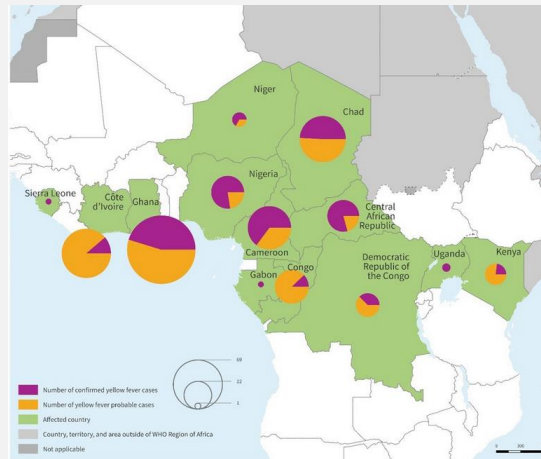 Niger
Chad
Nigeria
Sierra Leone
Côte
d'Ivoire
Ghana
Central
African
Republic
Cameroon
Gabon
Congo
Democratic
Republic of
the Congo
Uganda
Kenya
69
1
Number of confirmed yellow fever cases
Number of yellow fever probable cases
Affected country
Country, territory, and area outside of WHO Region of Africa
Not applicable
0